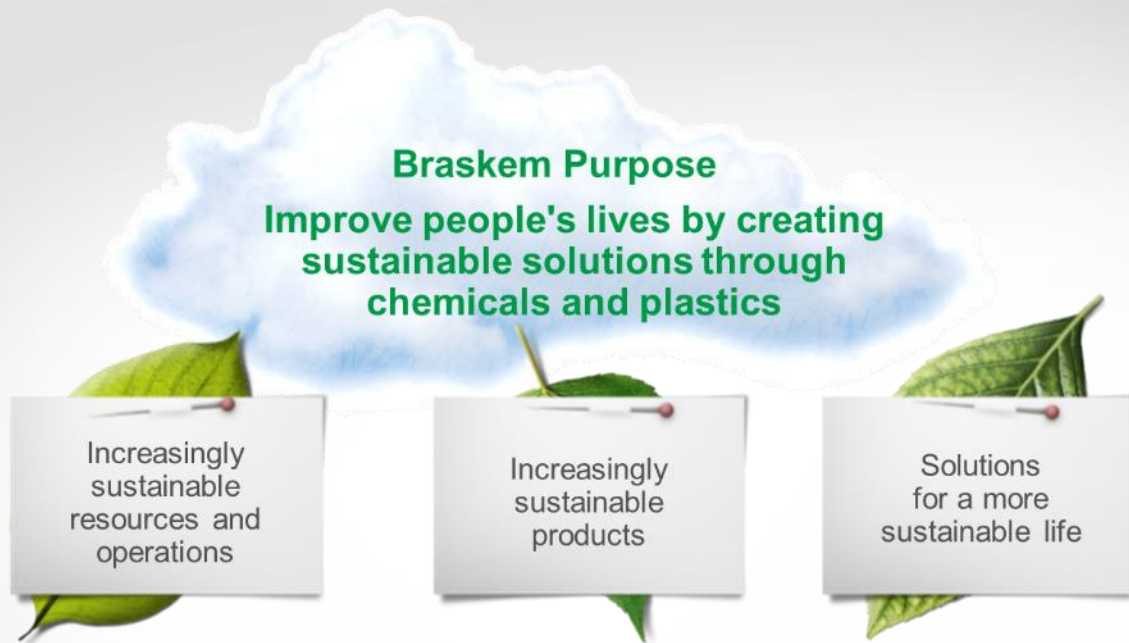 Braskem Purpose
Improve people's lives by creating
sustainable solutions through
chemicals and plastics
Increasingly
sustainable
resources and
operations
Increasingly
sustainable
products
Solutions
for a more
sustainable life